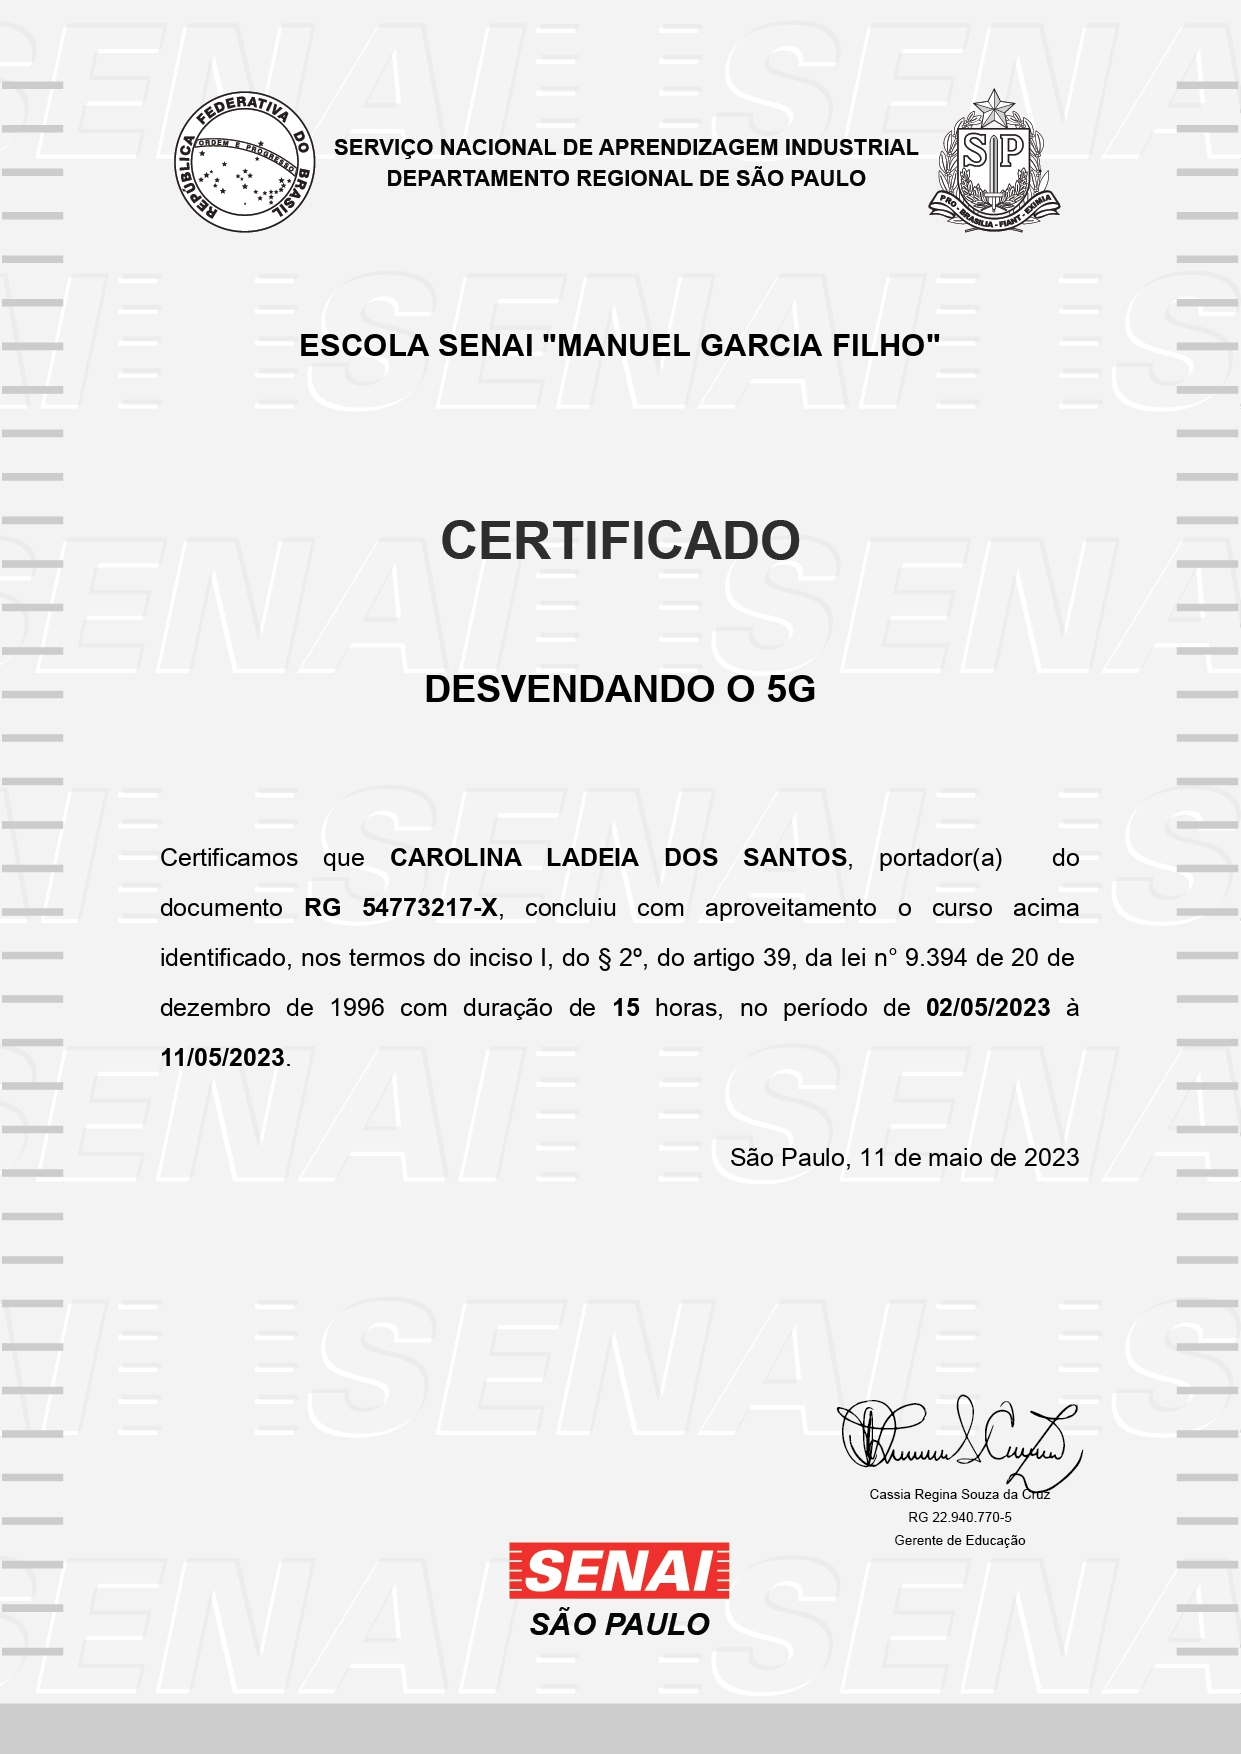 REPÚBLICA FEDERATIVA DO BRASIL
ORDEM E PROGRESSO
SERVIÇO NACIONAL DE APRENDIZAGEM INDUSTRIAL
DEPARTAMENTO REGIONAL DE SÃO PAULO
SP
PRO - BRASILIA - FIANT - EXIMIA
ESCOLA SENAI "MANUEL GARCIA FILHO"
CERTIFICADO
DESVENDANDO O 5G
Certificamos que CAROLINA LADEIA DOS SANTOS, portador(a) do
documento RG 54773217-X, concluiu com aproveitamento o curso acima
identificado, nos termos do inciso I, do § 2º, do artigo 39, da lei n° 9.394 de 20 de
dezembro de 1996 com duração de 15 horas, no período de 02/05/2023 à
11/05/2023.
São Paulo, 11 de maio de 2023
Cassia Regina Souza da Cruz
RG 22.940.770-5
Gerente de Educação
SENAI
SÃO PAULO